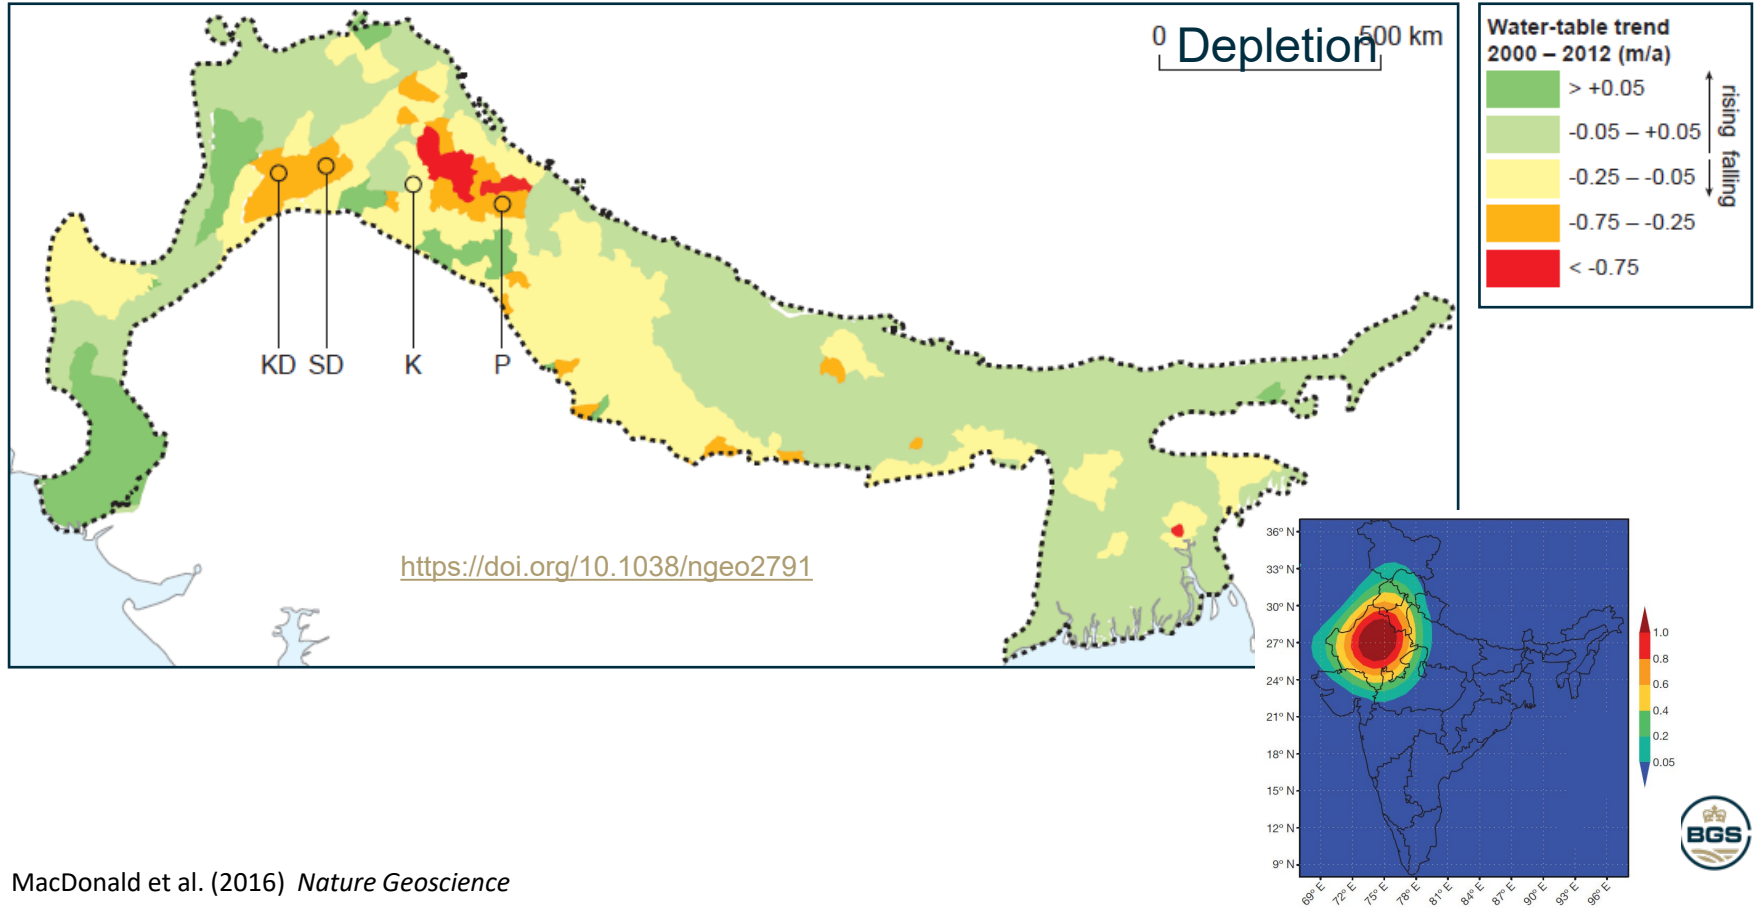 0 Depletion 500 km
Water-table trend
2000 – 2012 (m/a)
> +0.05
-0.05 – +0.05
-0.25 – -0.05
-0.75 – -0.25
< -0.75
rising
falling
KD SD K P
https://doi.org/10.1038/ngeo2791
36° N
33° N
30° N
27° N
24° N
21° N
18° N
15° N
12° N
9° N
69° E 72° E 75° E 78° E 81° E 84° E 87° E 90° E 93° E 96° E
1.0
0.8
0.6
0.4
0.2
0.05
BGS
MacDonald et al. (2016) Nature Geoscience